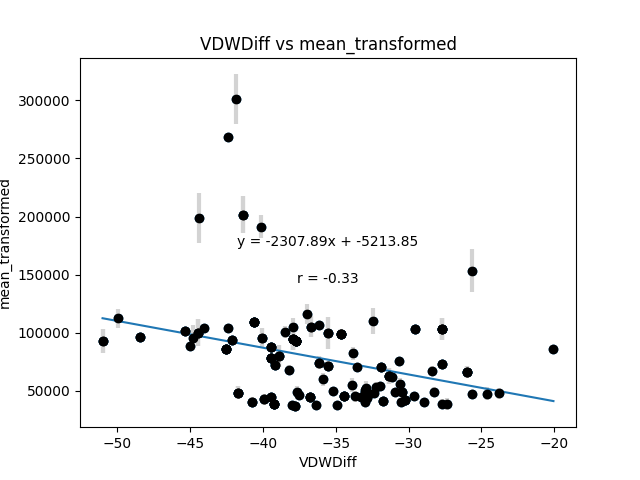 VDWDiff vs mean_transformed
300000
250000
200000
150000
100000
50000
mean_transformed
y = -2307.89x + -5213.85
r = -0.33
−50 −45 −40 −35 −30 −25 −20
VDWDiff